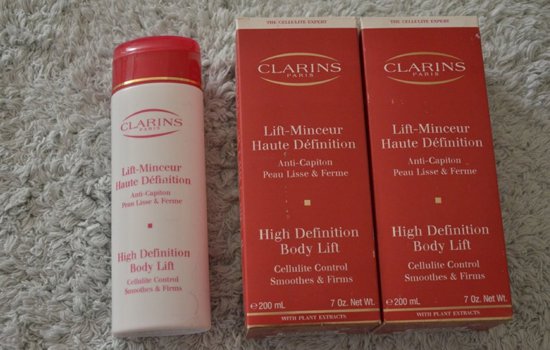 CLARINS
PARIS
Lift-Minceur
Haute Définition
Anti-Capiton
Peau Lisse & Ferme
High Definition
Body Lift
Cellulite Control
Smoothes & Firms
THE CELLULITE EXPERT
CLARINS
PARIS
Lift-Minceur
Haute Définition
Anti-Capiton
Peau Lisse & Ferme
High Definition
Body Lift
Cellulite Control
Smoothes & Firms
℮ 200 mL 7 Oz. Net Wt.
WITH PLANT EXTRACTS
THE CELLULITE EXPERT
CLARINS
PARIS
Lift-Minceur
Haute Définition
Anti-Capiton
Peau Lisse & Ferme
High Definition
Body Lift
Cellulite Control
Smoothes & Firms
℮ 200 mL 7 Oz. Net Wt.
WITH PLANT EXTRACTS